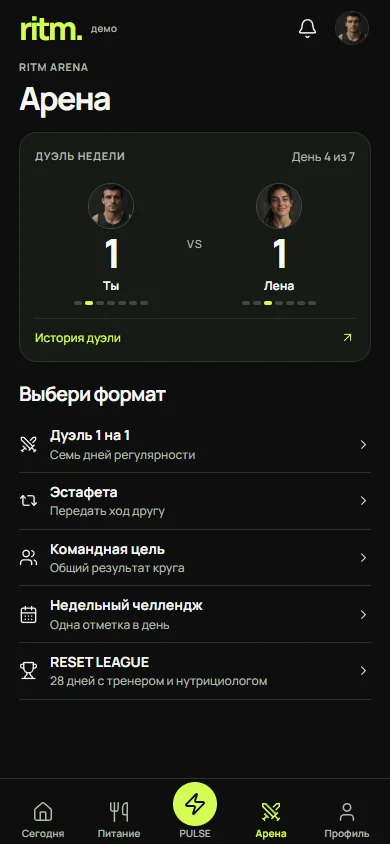 ritm. демо
RITM ARENA
Арена
ДУЭЛЬ НЕДЕЛИ День 4 из 7
1 VS 1
Ты Лена
История дуэли
Выбери формат
Дуэль 1 на 1
Семь дней регулярности
Эстафета
Передать ход другу
Командная цель
Общий результат круга
Недельный челлендж
Одна отметка в день
RESET LEAGUE
28 дней с тренером и нутрициологом
Сегодня Питание PULSE Арена Профиль